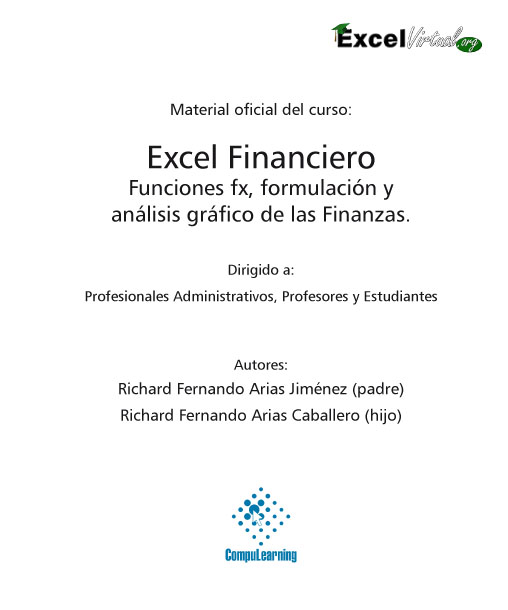 ExcelVirtual.org
Material oficial del curso:
Excel Financiero
Funciones fx, formulación y
análisis gráfico de las Finanzas.
Dirigido a:
Profesionales Administrativos, Profesores y Estudiantes
Autores:
Richard Fernando Arias Jiménez (padre)
Richard Fernando Arias Caballero (hijo)
CompuLearning